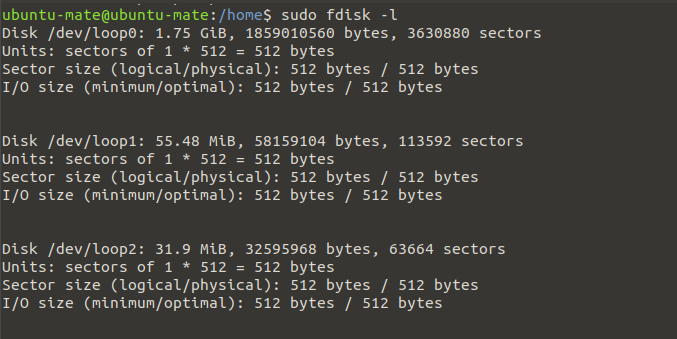 ubuntu-mate@ubuntu-mate:/home$ sudo fdisk -l
Disk /dev/loop0: 1.75 GiB, 1859010560 bytes, 3630880 sectors
Units: sectors of 1 * 512 = 512 bytes
Sector size (logical/physical): 512 bytes / 512 bytes
I/O size (minimum/optimal): 512 bytes / 512 bytes
Disk /dev/loop1: 55.48 MiB, 58159104 bytes, 113592 sectors
Units: sectors of 1 * 512 = 512 bytes
Sector size (logical/physical): 512 bytes / 512 bytes
I/O size (minimum/optimal): 512 bytes / 512 bytes
Disk /dev/loop2: 31.9 MiB, 32595968 bytes, 63664 sectors
Units: sectors of 1 * 512 = 512 bytes
Sector size (logical/physical): 512 bytes / 512 bytes
I/O size (minimum/optimal): 512 bytes / 512 bytes